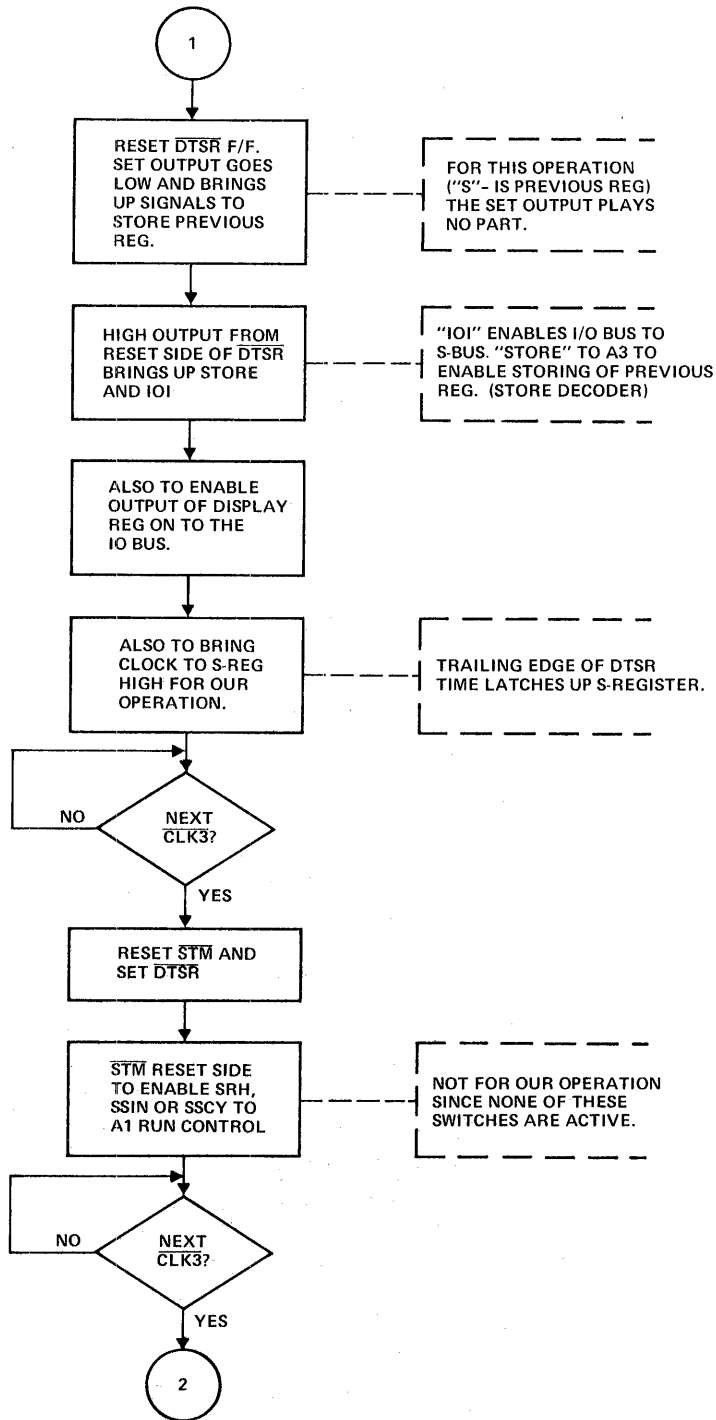 1
RESET DTSR F/F.
SET OUTPUT GOES
LOW AND BRINGS
UP SIGNALS TO
STORE PREVIOUS
REG.
FOR THIS OPERATION
("S"- IS PREVIOUS REG)
THE SET OUTPUT PLAYS
NO PART.
HIGH OUTPUT FROM
RESET SIDE OF DTSR
BRINGS UP STORE
AND IOI
"IOI" ENABLES I/O BUS TO
S-BUS. "STORE" TO A3 TO
ENABLE STORING OF PREVIOUS
REG. (STORE DECODER)
ALSO TO ENABLE
OUTPUT OF DISPLAY
REG ON TO THE
IO BUS.
ALSO TO BRING
CLOCK TO S-REG
HIGH FOR OUR
OPERATION.
TRAILING EDGE OF DTSR
TIME LATCHES UP S-REGISTER.
NO
NEXT
CLK3?
YES
RESET STM AND
SET DTSR
STM RESET SIDE
TO ENABLE SRH,
SSIN OR SSCY TO
A1 RUN CONTROL
NOT FOR OUR OPERATION
SINCE NONE OF THESE
SWITCHES ARE ACTIVE.
NO
NEXT
CLK3?
YES
2